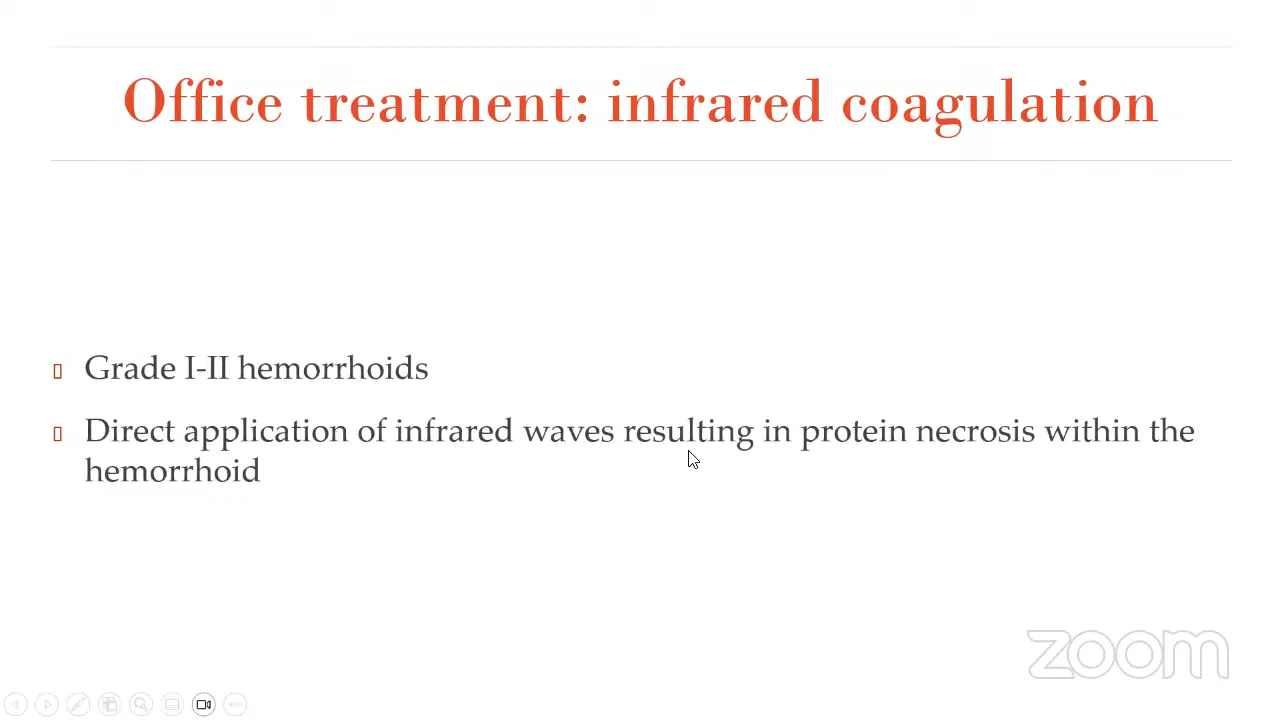 Office treatment: infrared coagulation
Grade I-II hemorrhoids
Direct application of infrared waves resulting in protein necrosis within the
hemorrhoid
zoom